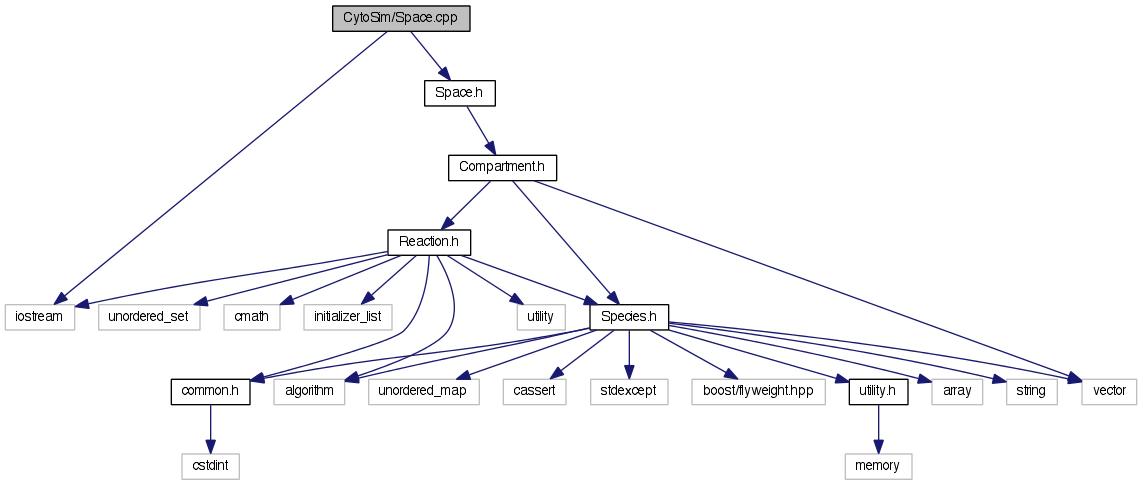 CytoSim/Space.cpp
Space.h
Compartment.h
Reaction.h
iostream
unordered_set
cmath
initializer_list
utility
Species.h
common.h
algorithm
unordered_map
cassert
stdexcept
boost/flyweight.hpp
utility.h
array
string
vector
cstdint
memory